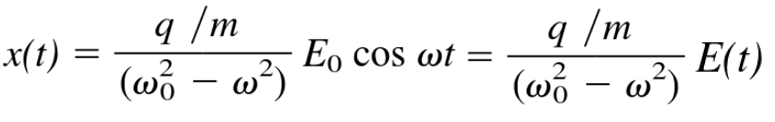 x(t) = \frac{q /m}{(\omega_0^2 - \omega^2)} E_0 \cos \omega t = \frac{q /m}{(\omega_0^2 - \omega^2)} E(t)